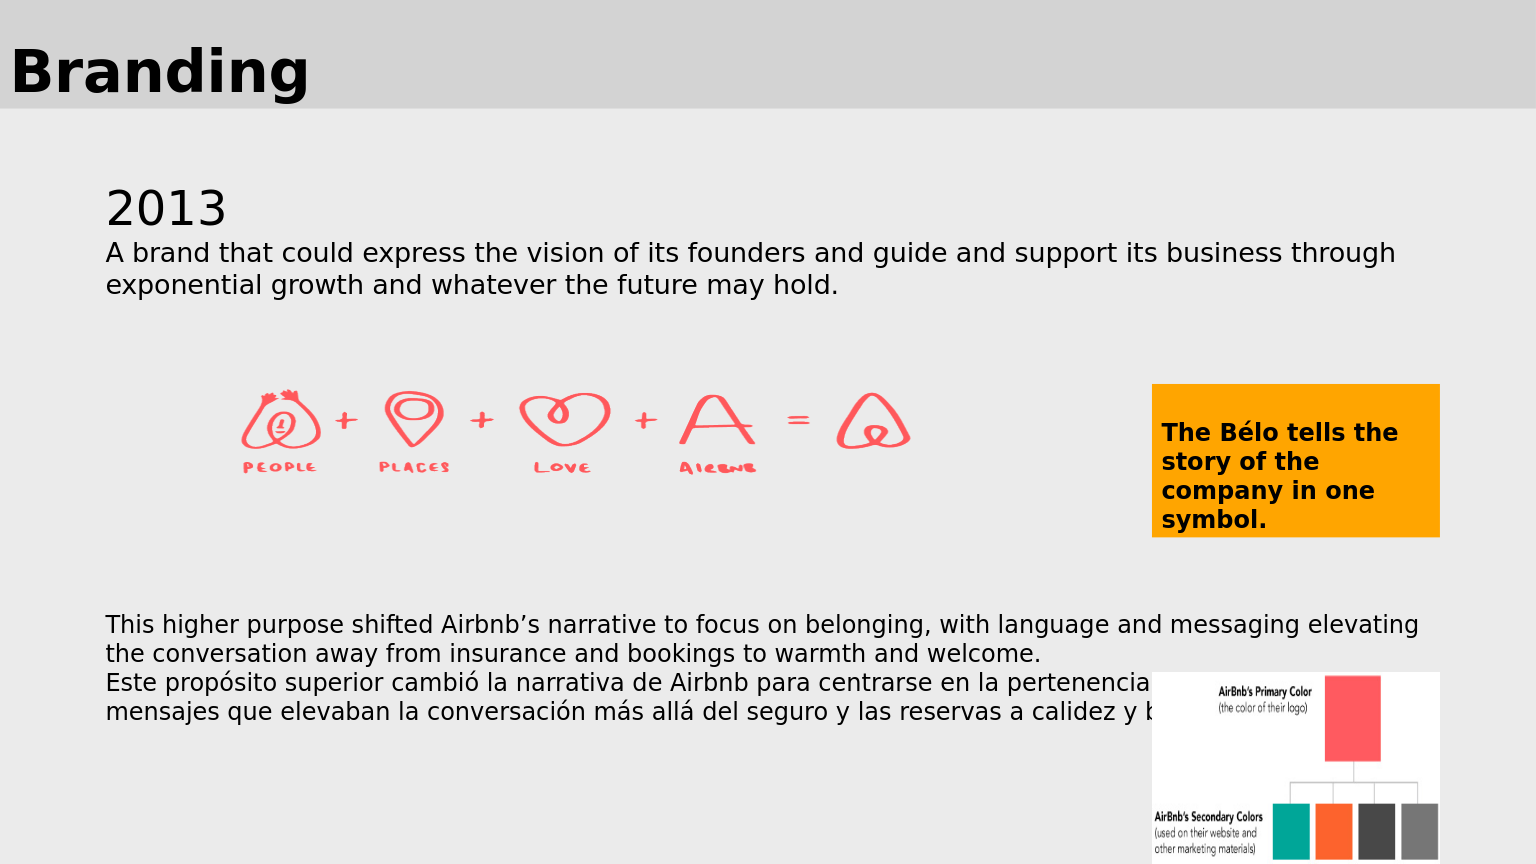 Branding
2013
A brand that could express the vision of its founders and guide and support its business through
exponential growth and whatever the future may hold.
PEOPLE + PLACES + LOVE + AIRBNB =
The Bélo tells the
story of the
company in one
symbol.
This higher purpose shifted Airbnb’s narrative to focus on belonging, with language and messaging elevating
the conversation away from insurance and bookings to warmth and welcome.
Este propósito superior cambió la narrativa de Airbnb para centrarse en la pertenencia
mensajes que elevaban la conversación más allá del seguro y las reservas a calidez y
AirBnb's Primary Color
(the color of their logo)
AirBnb's Secondary Colors
(used on their website and
other marketing materials)